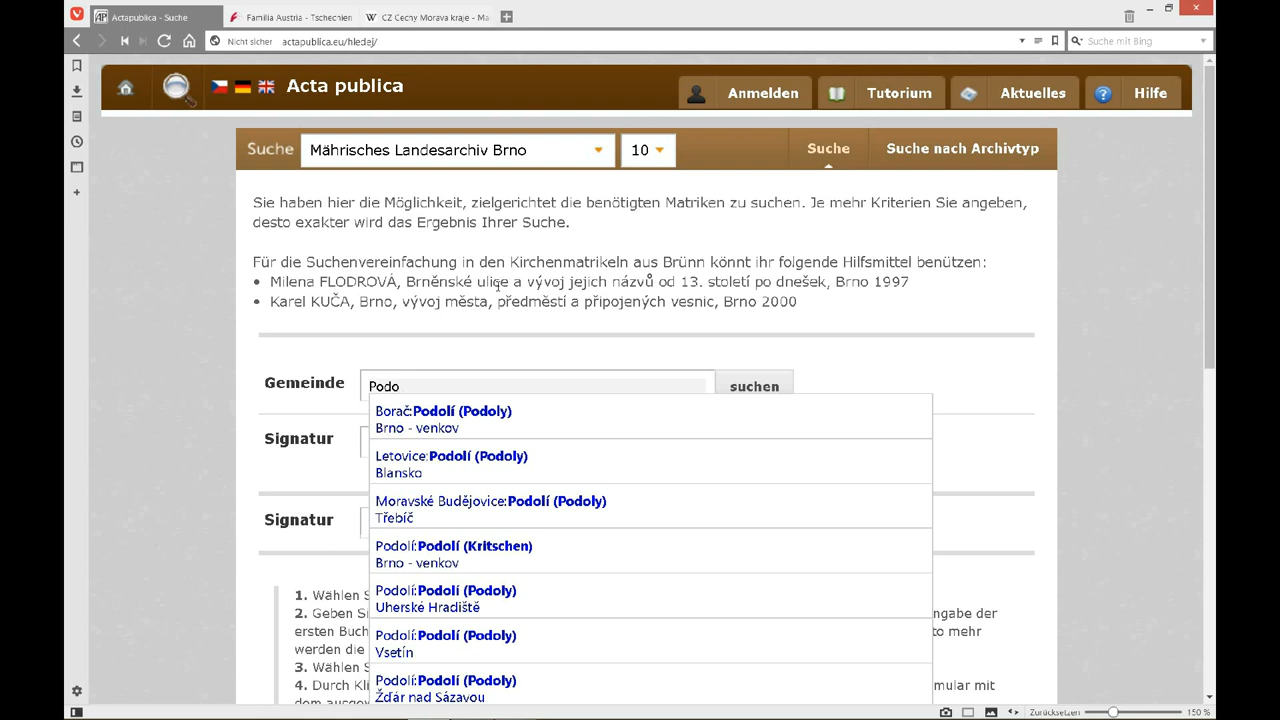 Actapublica - Suche
Familia Austria - Tschechien
CZ Cechy Morava kraje - Ma
Nicht sicher
actapublica.eu/hledej/
Suche mit Bing
Acta publica
Anmelden
Tutorium
Aktuelles
Hilfe
Suche
Mährisches Landesarchiv Brno
10
Suche
Suche nach Archivtyp
Sie haben hier die Möglichkeit, zielgerichtet die benötigten Matriken zu suchen. Je mehr Kriterien Sie angeben,
desto exakter wird das Ergebnis Ihrer Suche.
Für die Suchenvereinfachung in den Kirchenmatrikeln aus Brünn könnt ihr folgende Hilfsmittel benützen:
• Milena FLODROVÁ, Brněnské ulice a vývoj jejich názvů od 13. století po dnešek, Brno 1997
• Karel KUČA, Brno, vývoj města, předměstí a připojených vesnic, Brno 2000
Gemeinde
Podo
suchen
Borač:Podolí (Podoly)
Brno - venkov
Signatur
Letovice:Podolí (Podoly)
Blansko
Moravské Budějovice:Podolí (Podoly)
Třebíč
Signatur
Podolí:Podolí (Kritschen)
Brno - venkov
Podolí:Podolí (Podoly)
Uherské Hradiště
Podolí:Podolí (Podoly)
Vsetín
Podolí:Podolí (Podoly)
Žďár nad Sázavou
1. Wählen S
2. Geben Si
ngabe der
ersten Buch
to mehr
werden die
3. Wählen S
4. Durch Kli
mular mit
dem ausgew
Zurücksetzen
150 %